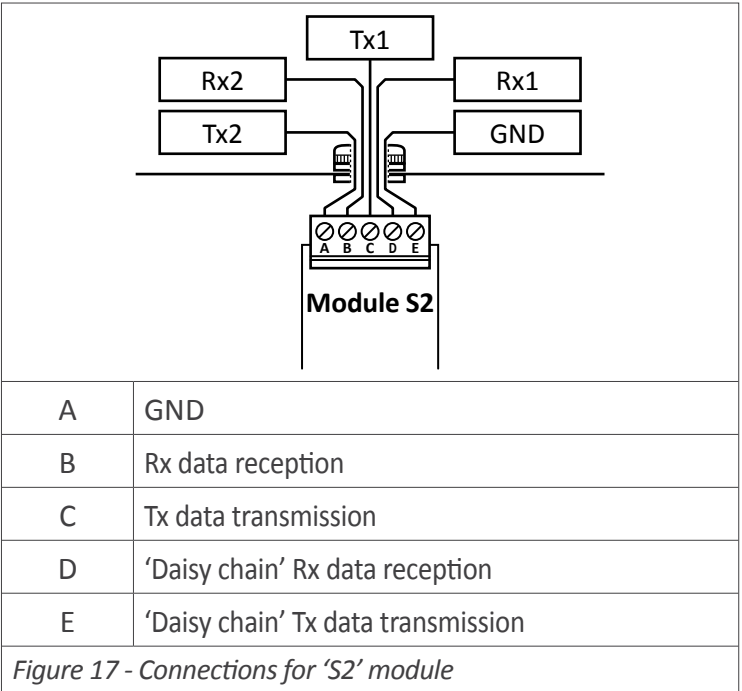 Tx1
Rx2 Rx1
Tx2 GND
A B C D E
Module S2
A GND
B Rx data reception
C Tx data transmission
D ‘Daisy chain’ Rx data reception
E ‘Daisy chain’ Tx data transmission
Figure 17 - Connections for ‘S2’ module